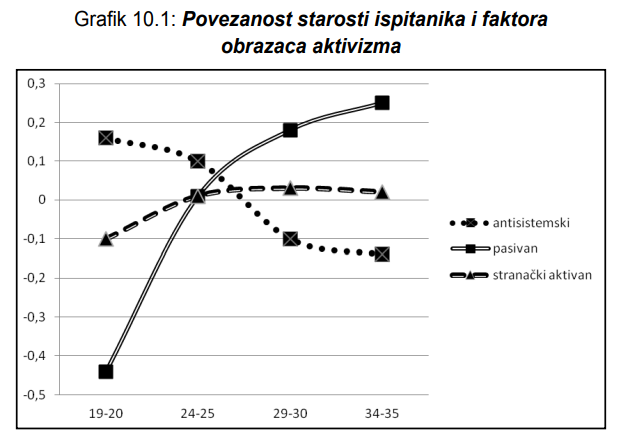 Grafik 10.1: Povezanost starosti ispitanika i faktora
obrazaca aktivizma
0,3
0,2
0,1
0
-0,1
-0,2
-0,3
-0,4
-0,5
19-20 24-25 29-30 34-35
antisistemski
pasivan
stranački aktivan